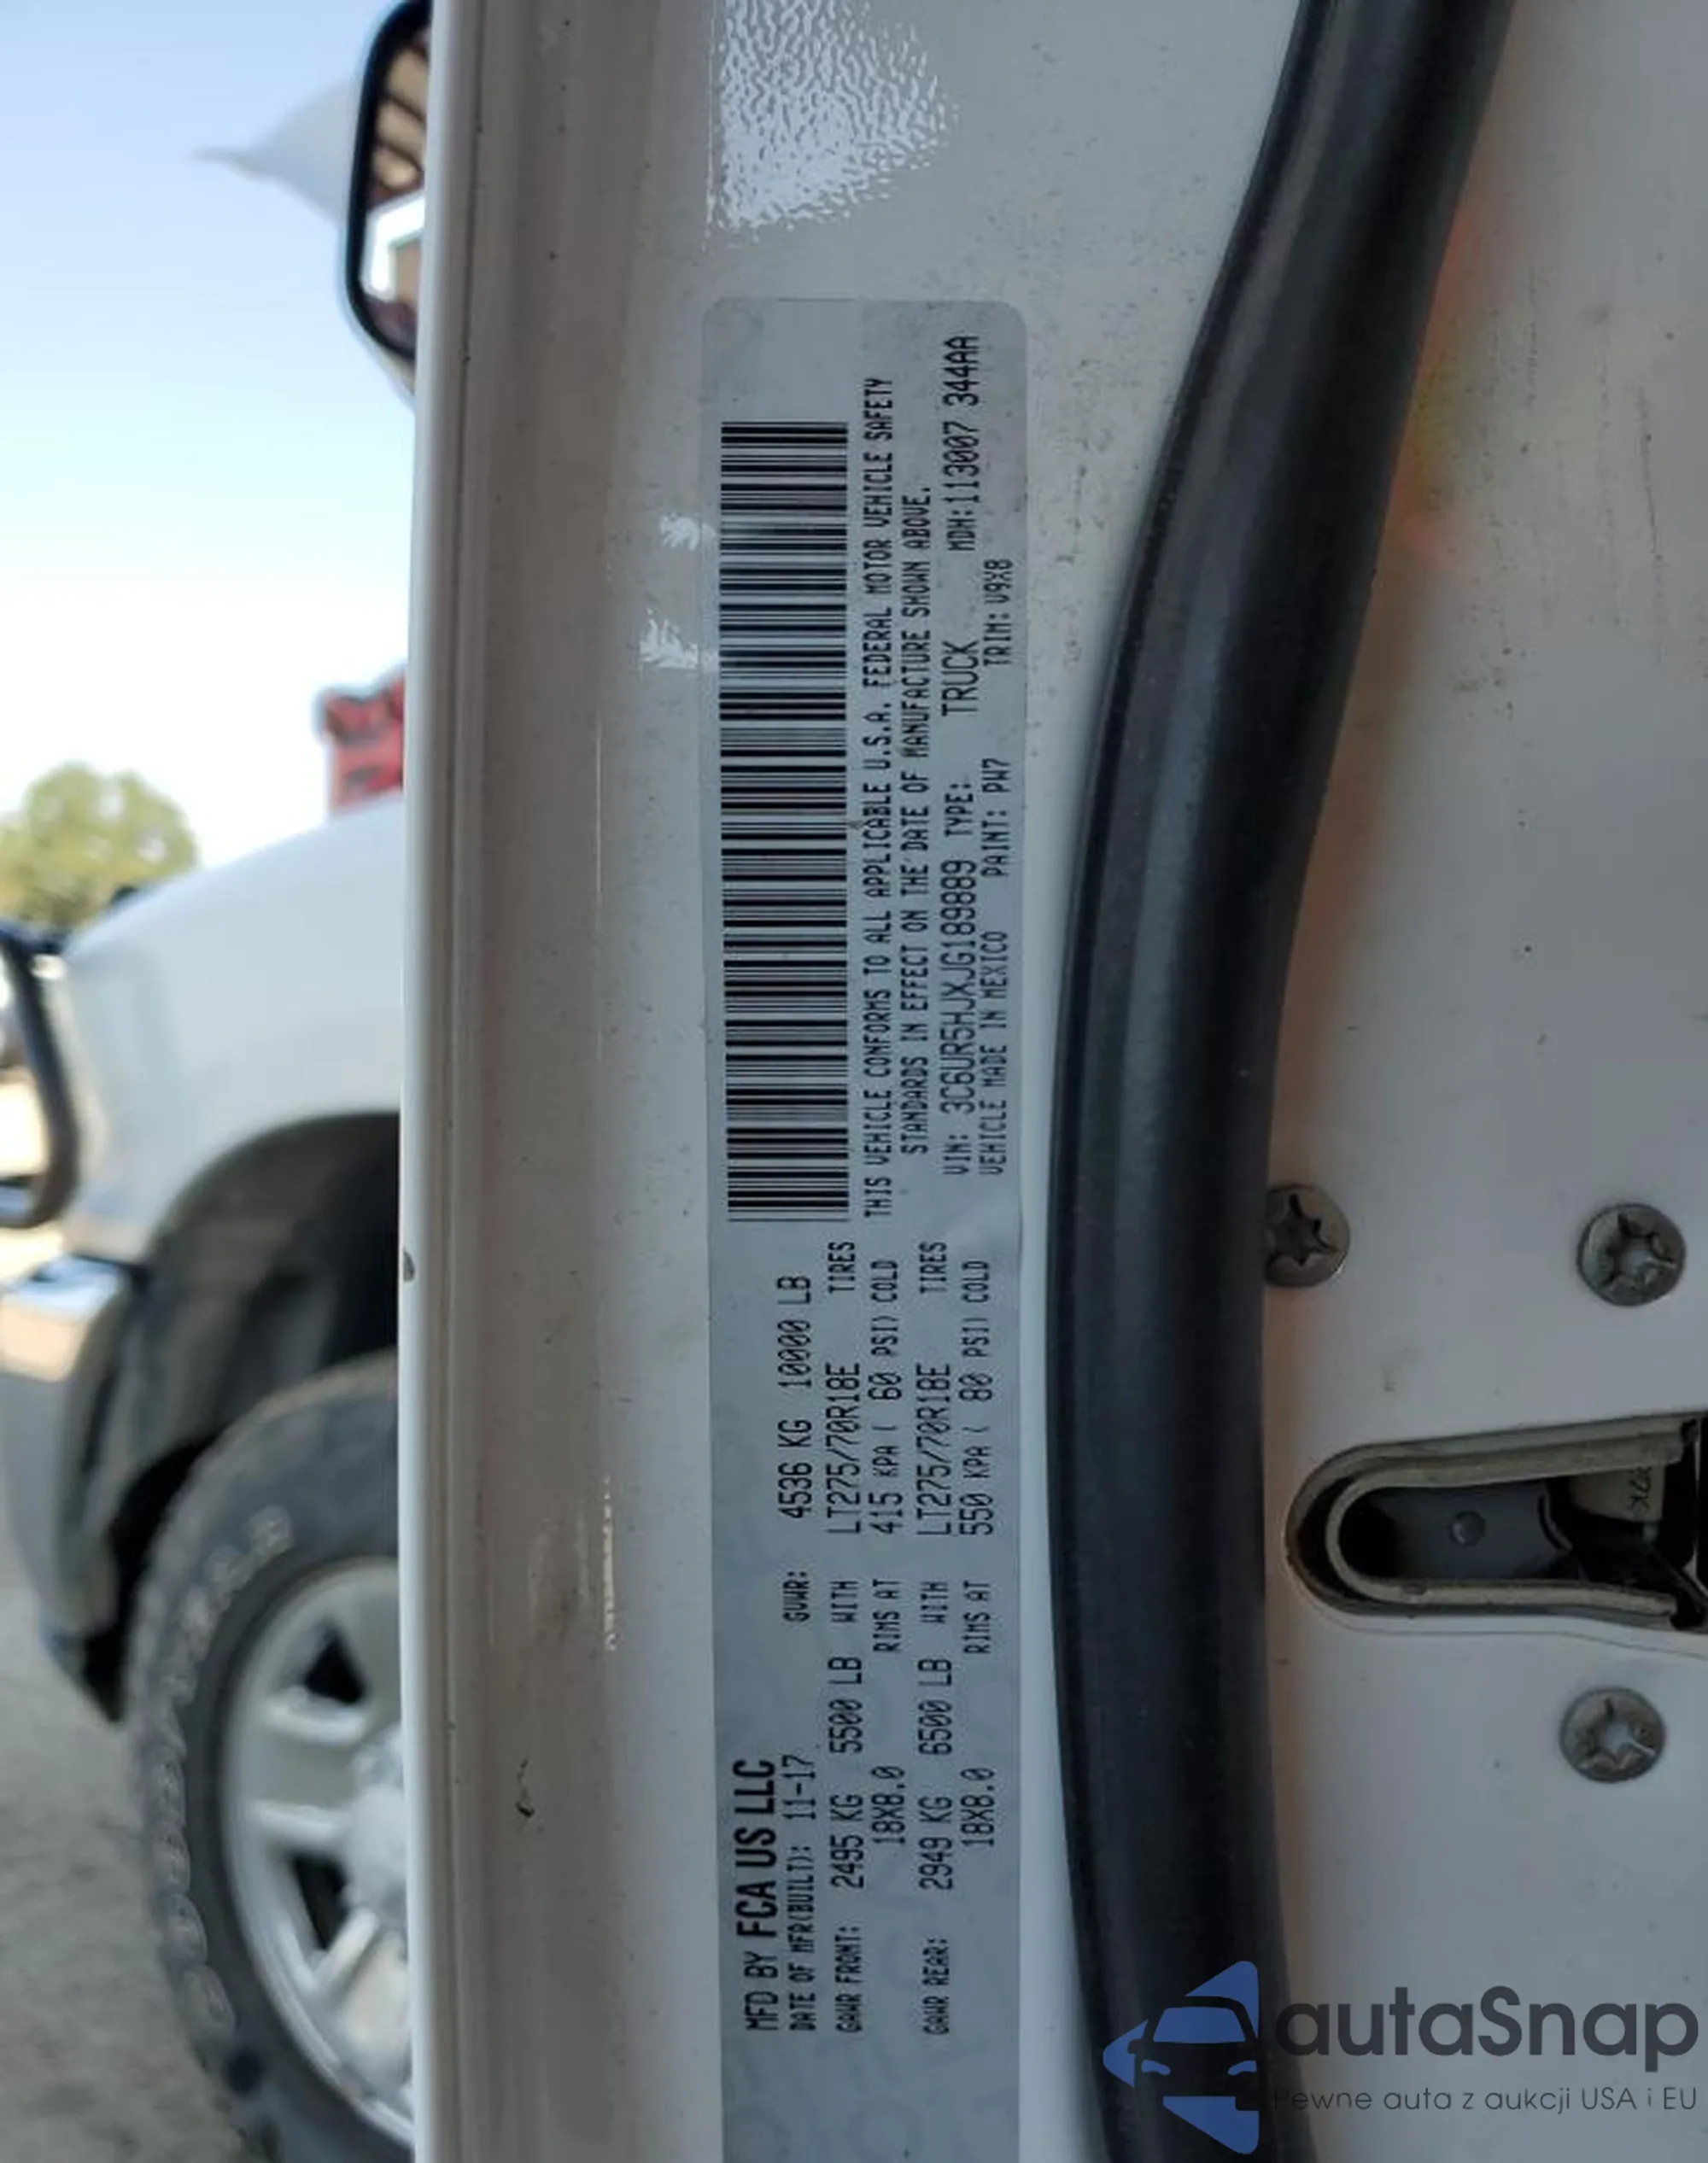 MFD BY FCA US LLC
DATE OF MFR(BUILT): 11-17 GVWR: 4536 KG 10000 LB
GAWR FRONT: 2495 KG 5500 LB WITH LT275/70R18E TIRES
18X8.0 RIMS AT 415 KPA ( 60 PSI) COLD
GAWR REAR: 2949 KG 6500 LB WITH LT275/70R18E TIRES
18X8.0 RIMS AT 550 KPA ( 80 PSI) COLD
THIS VEHICLE CONFORMS TO ALL APPLICABLE U.S.A. FEDERAL MOTOR VEHICLE SAFETY
STANDARDS IN EFFECT ON THE DATE OF MANUFACTURE SHOWN ABOVE.
VIN: 3C6UR5HJXJG189889 TYPE: TRUCK MDH:113007 344AA
VEHICLE MADE IN MEXICO PAINT: PW7 TRIM: V9X8
autaSnap
Pewne auta z aukcji USA i EU